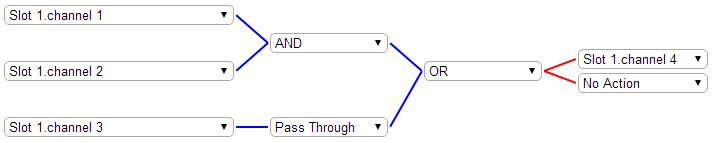 Slot 1.channel 1
Slot 1.channel 2
AND
Slot 1.channel 3
Pass Through
OR
Slot 1.channel 4
No Action